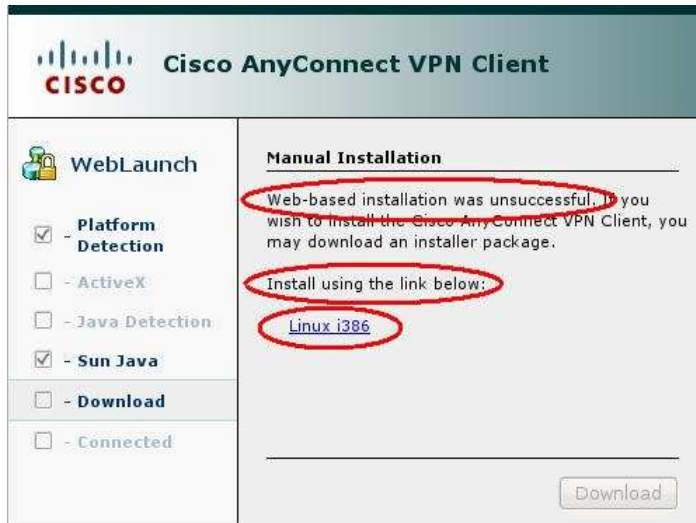 CISCO
Cisco AnyConnect VPN Client
WebLaunch
- Platform
Detection
- ActiveX
- Java Detection
- Sun Java
- Download
- Connected
Manual Installation
Web-based installation was unsuccessful. If you
wish to install the Cisco AnyConnect VPN Client, you
may download an installer package.
Install using the link below:
Linux i386
Download